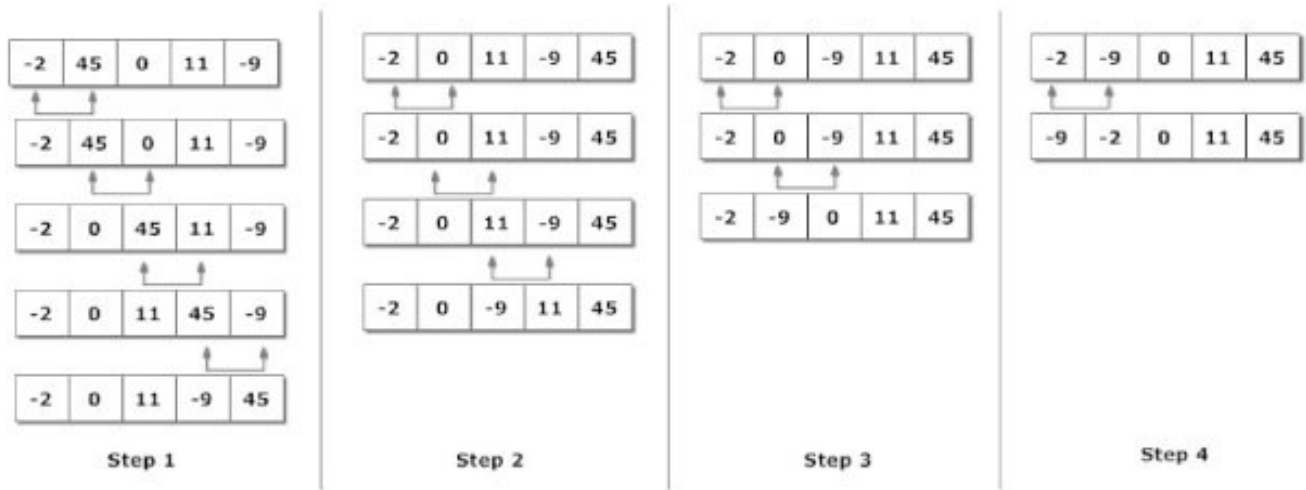 -2 45 0 11 -9
-2 45 0 11 -9
-2 0 45 11 -9
-2 0 11 45 -9
-2 0 11 -9 45
Step 1
-2 0 11 -9 45
-2 0 11 -9 45
-2 0 11 -9 45
-2 0 -9 11 45
Step 2
-2 0 -9 11 45
-2 0 -9 11 45
-2 -9 0 11 45
Step 3
-2 -9 0 11 45
-9 -2 0 11 45
Step 4